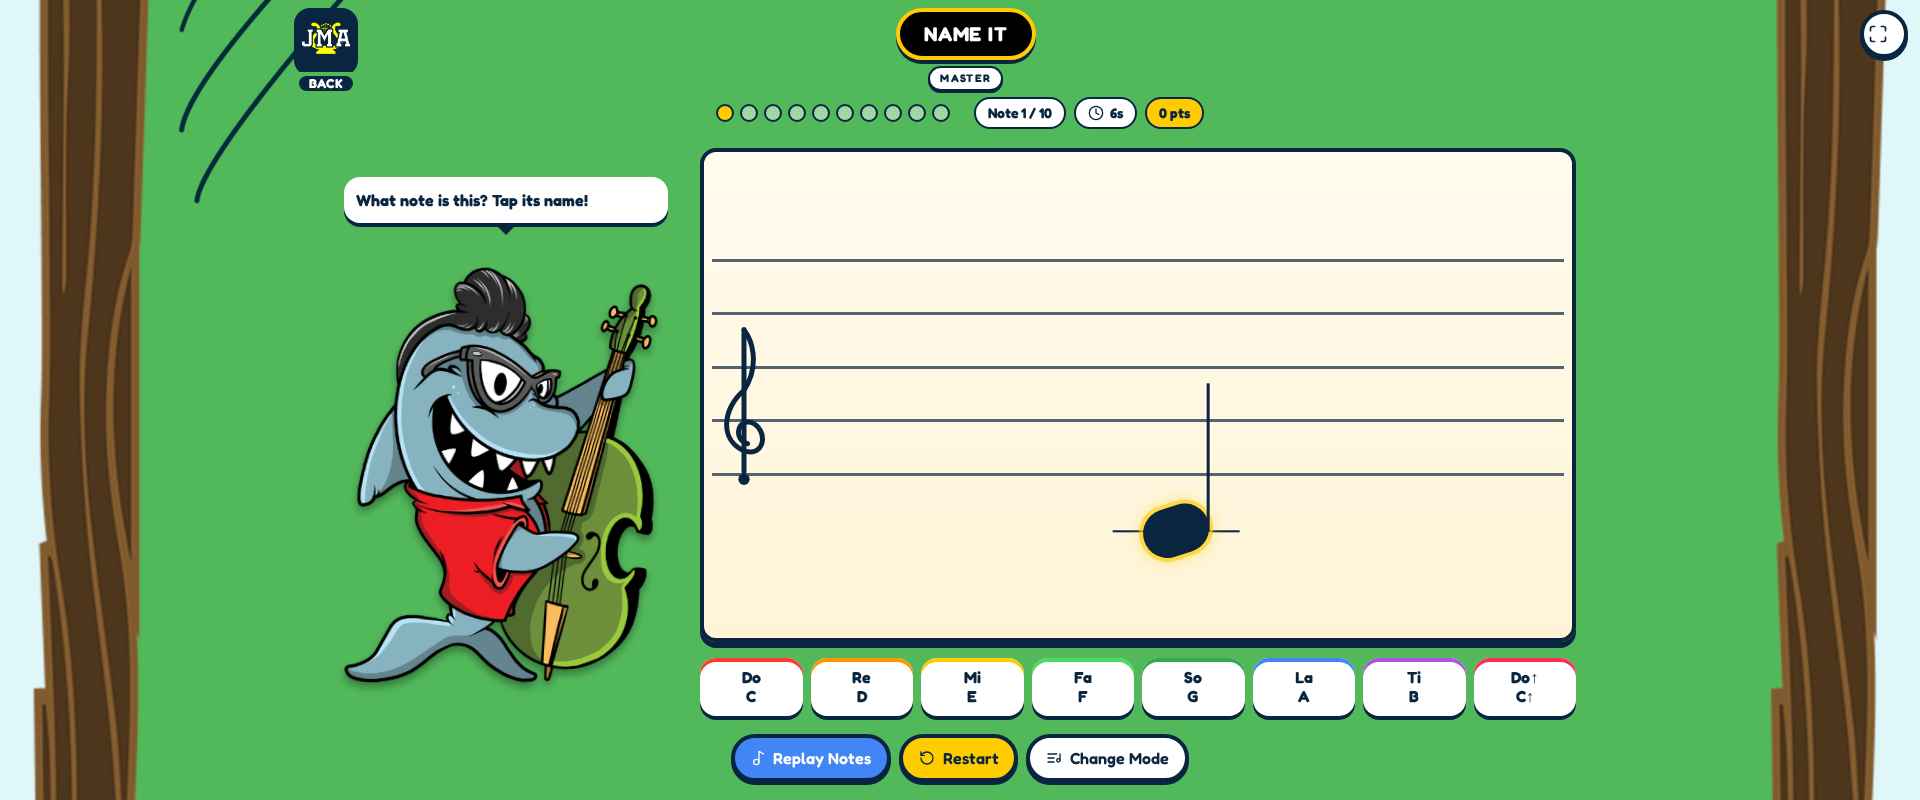 JMA
BACK
NAME IT
MASTER
Note 1 / 10
6s
0 pts
What note is this? Tap its name!
Do
C
Re
D
Mi
E
Fa
F
So
G
La
A
Ti
B
Do↑
C↑
Replay Notes
Restart
Change Mode